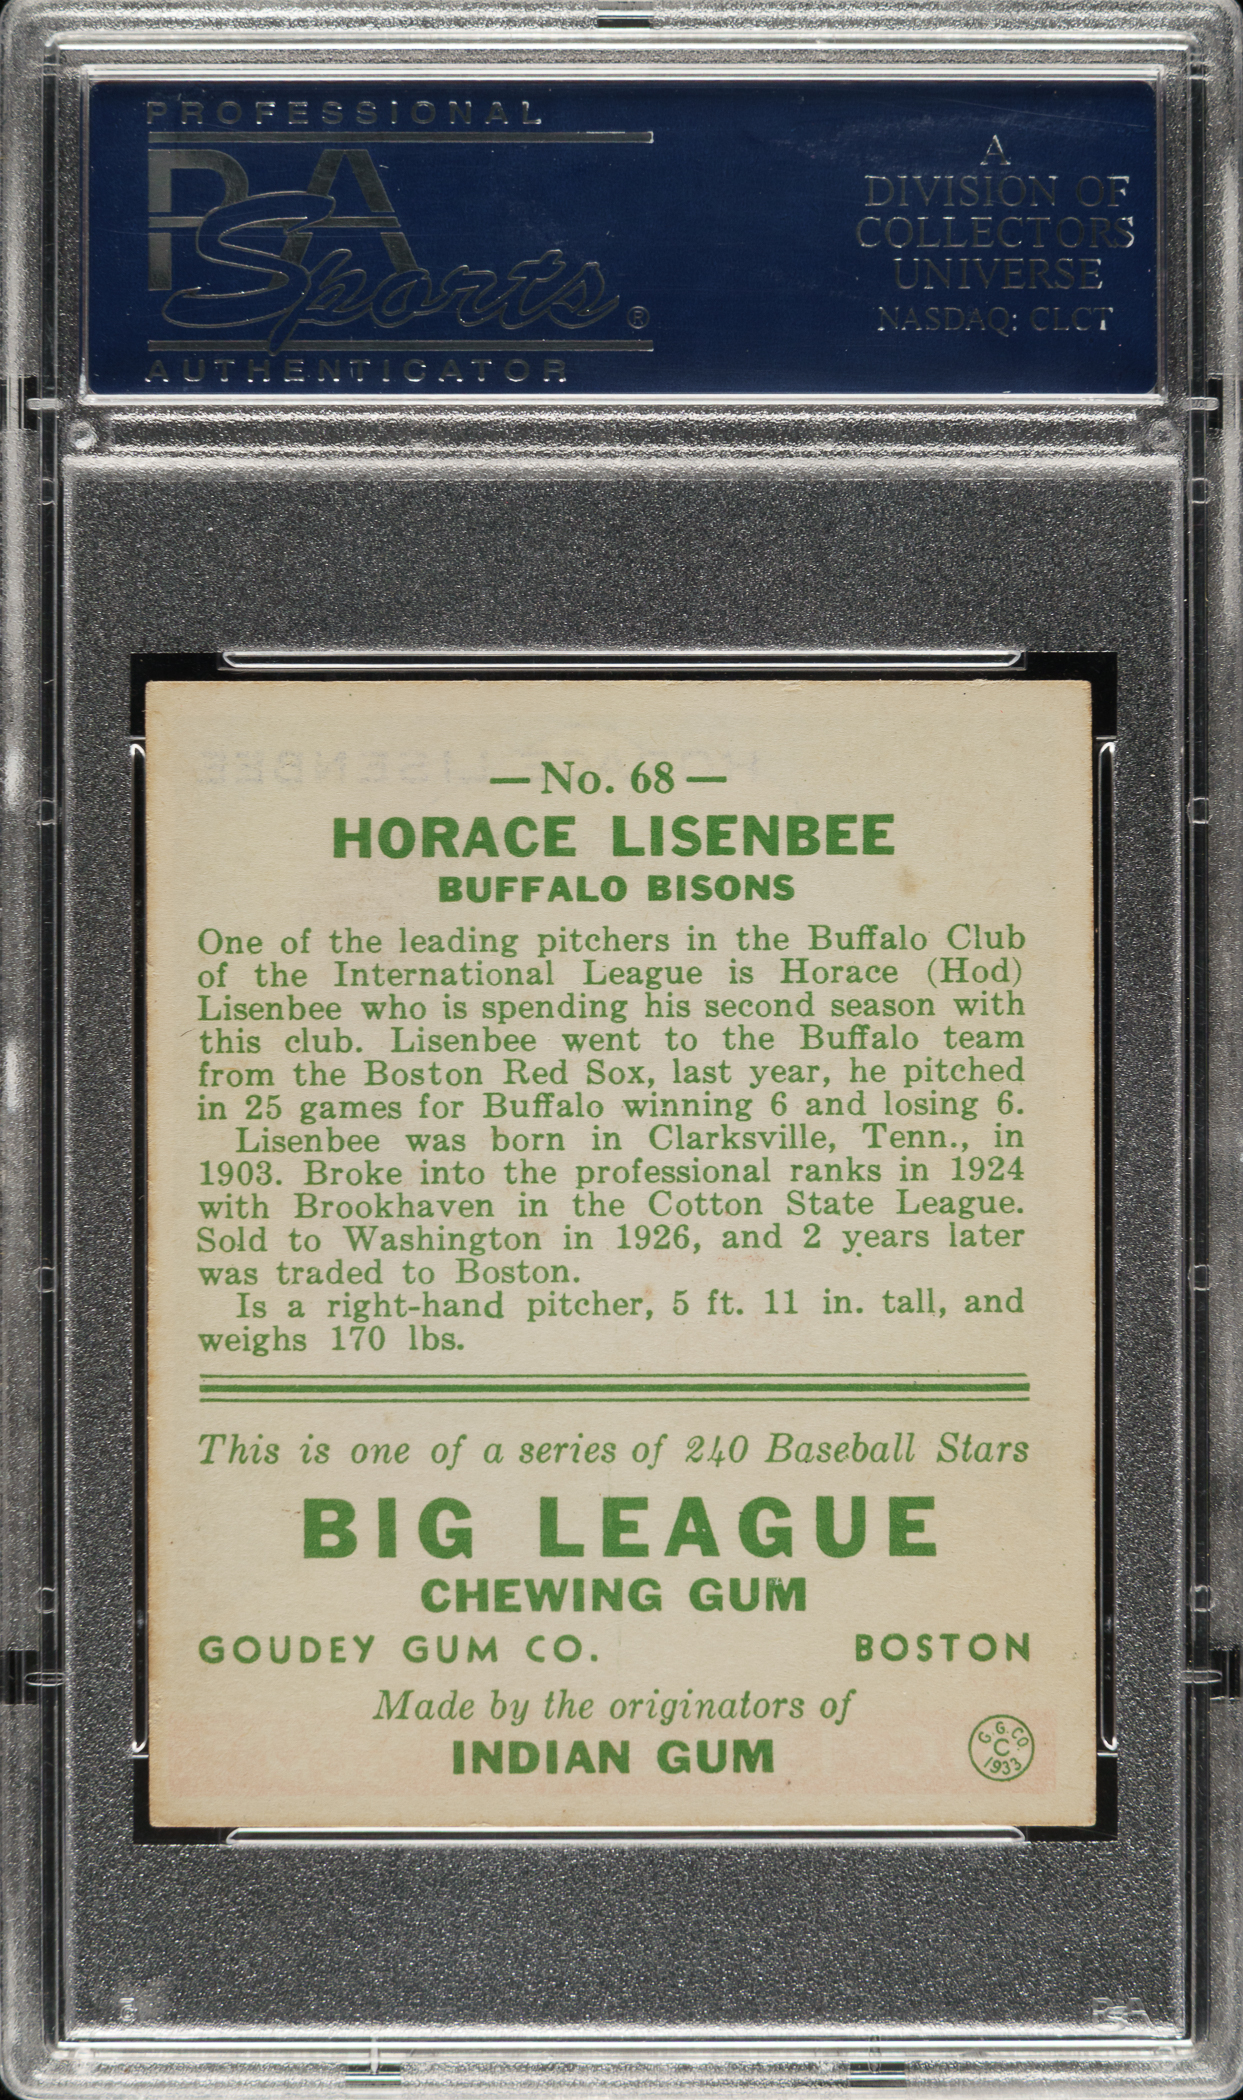 PROFESSIONAL
PSA
Sports®
AUTHENTICATOR
A
DIVISION OF
COLLECTORS
UNIVERSE
NASDAQ: CLCT
HORACE LISENBEE
—No. 68—
HORACE LISENBEE
BUFFALO BISONS
One of the leading pitchers in the Buffalo Club
of the International League is Horace (Hod)
Lisenbee who is spending his second season with
this club. Lisenbee went to the Buffalo team
from the Boston Red Sox, last year, he pitched
in 25 games for Buffalo winning 6 and losing 6.
Lisenbee was born in Clarksville, Tenn., in
1903. Broke into the professional ranks in 1924
with Brookhaven in the Cotton State League.
Sold to Washington in 1926, and 2 years later
was traded to Boston.
Is a right-hand pitcher, 5 ft. 11 in. tall, and
weighs 170 lbs.
This is one of a series of 240 Baseball Stars
BIG LEAGUE
CHEWING GUM
GOUDEY GUM CO. BOSTON
Made by the originators of
INDIAN GUM
G.G.CO.
C
1933
PSA